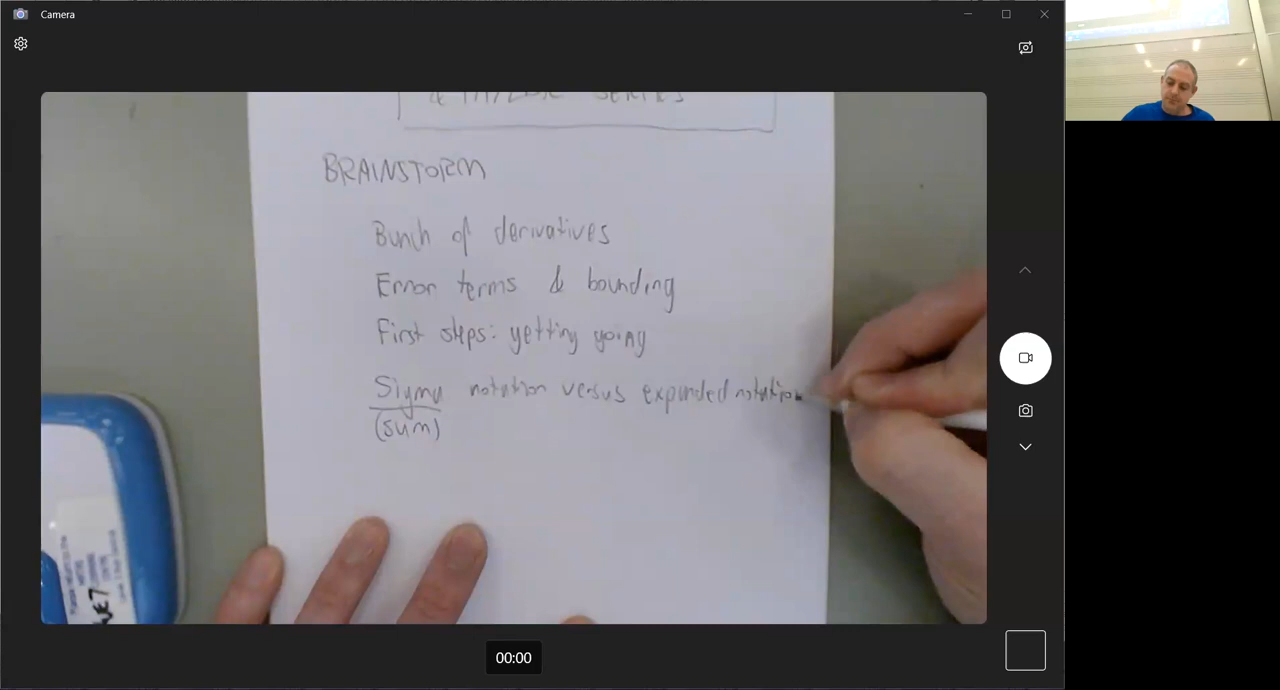 Camera
SERIES
BRAINSTORM
Bunch of derivatives
Error terms & bounding
First steps: getting going
Sigma notation versus expanded notation
(sum)
00:00